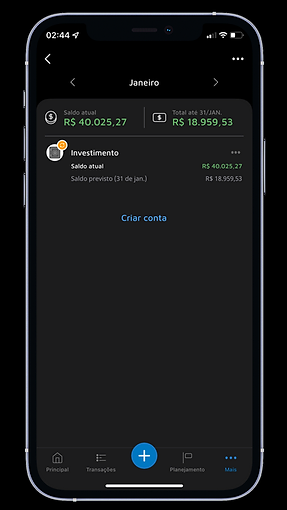 02:44
Janeiro
Saldo atual
R$ 40.025,27
Total até 31/JAN.
R$ 18.959,53
Investimento
Saldo atual R$ 40.025,27
Saldo previsto (31 de jan.) R$ 18.959,53
Criar conta
Principal Transações Planejamento Mais